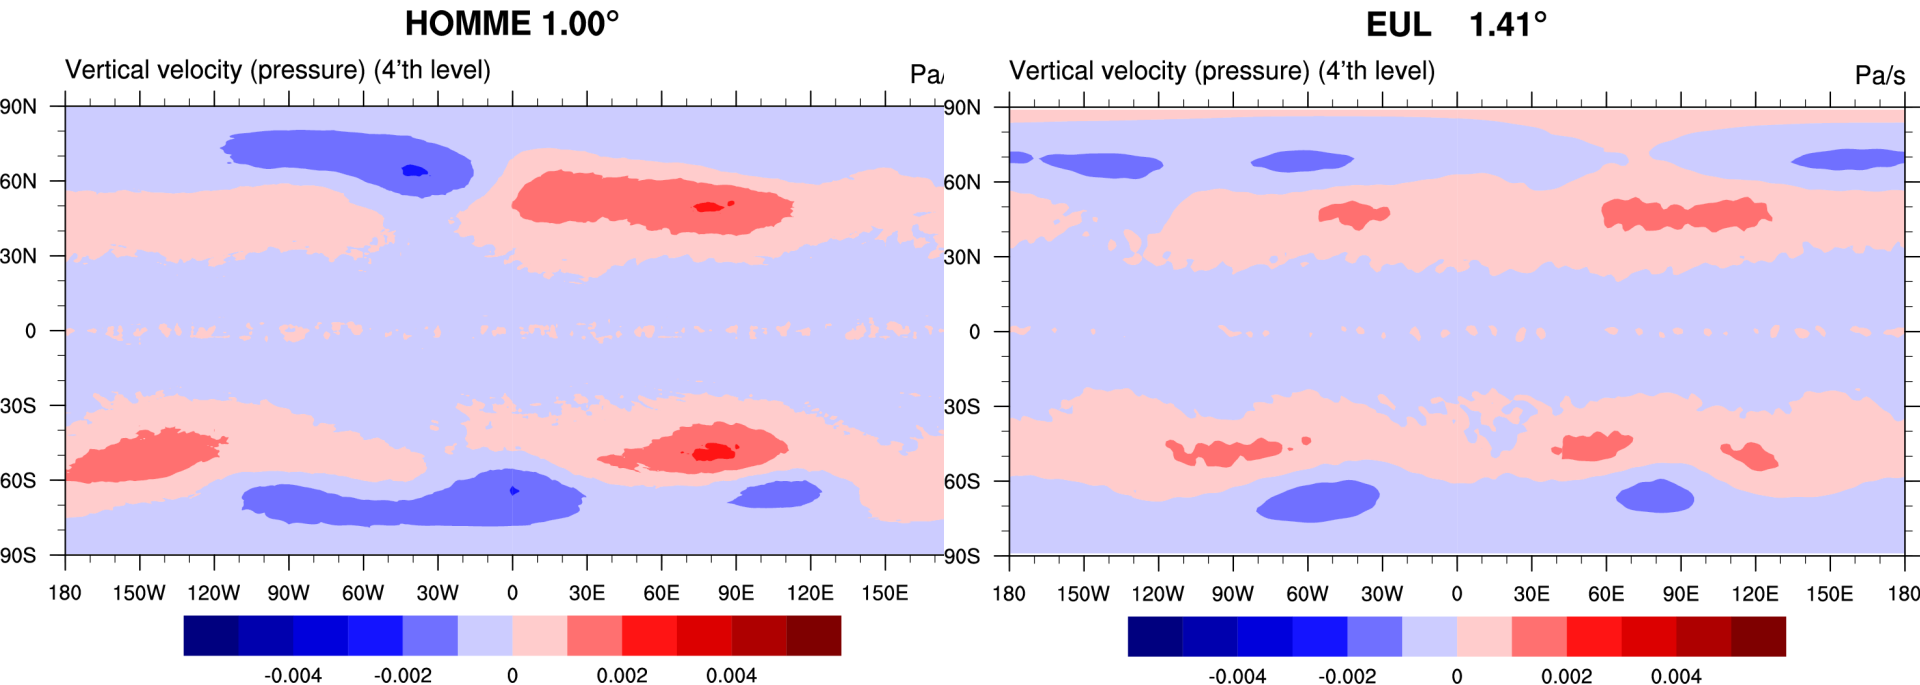 HOMME 1.00° EUL 1.41°
Vertical velocity (pressure) (4'th level) Pa/ Vertical velocity (pressure) (4'th level) Pa/s
90N 90N
60N 60N
30N 30N
0 0
30S 30S
60S 60S
90S 90S
180 150W 120W 90W 60W 30W 0 30E 60E 90E 120E 150E 180 150W 120W 90W 60W 30W 0 30E 60E 90E 120E 150E 180
-0.004 -0.002 0 0.002 0.004 -0.004 -0.002 0 0.002 0.004